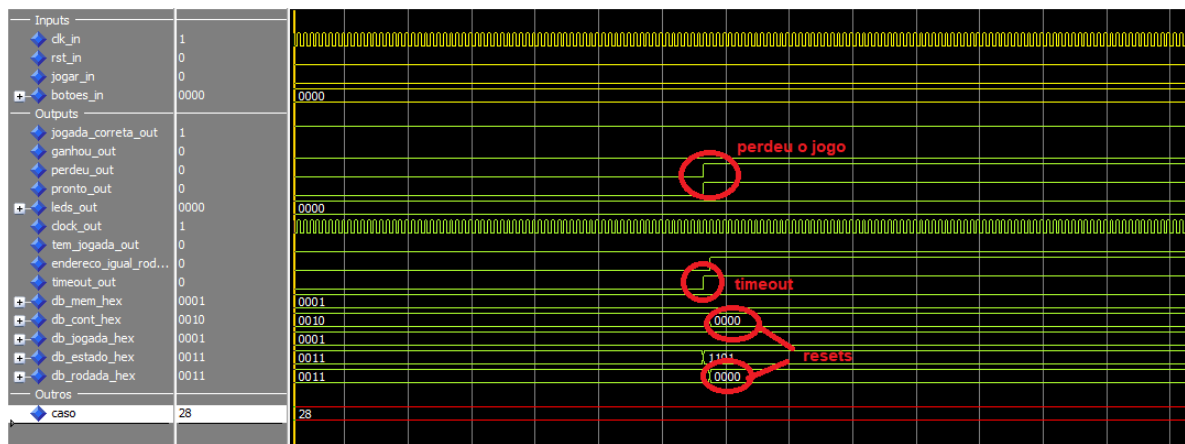 Inputs
clk_in 1
rst_in 0
jogar_in 0
botoes_in 0000 0000
Outputs
jogada_correta_out 1
ganhou_out 0
perdeu o jogo
perdeu_out 0
pronto_out 0
leds_out 0000 0000
clock_out 1
tem_jogada_out 0
endereco_igual_rod... 0
timeout_out 0 timeout
db_mem_hex 0001 0001
db_cont_hex 0010 0010 0000
db_jogada_hex 0001 0001
db_estado_hex 0011 0011 1101 resets
db_rodada_hex 0011 0011 0000
Outros
caso 28 28